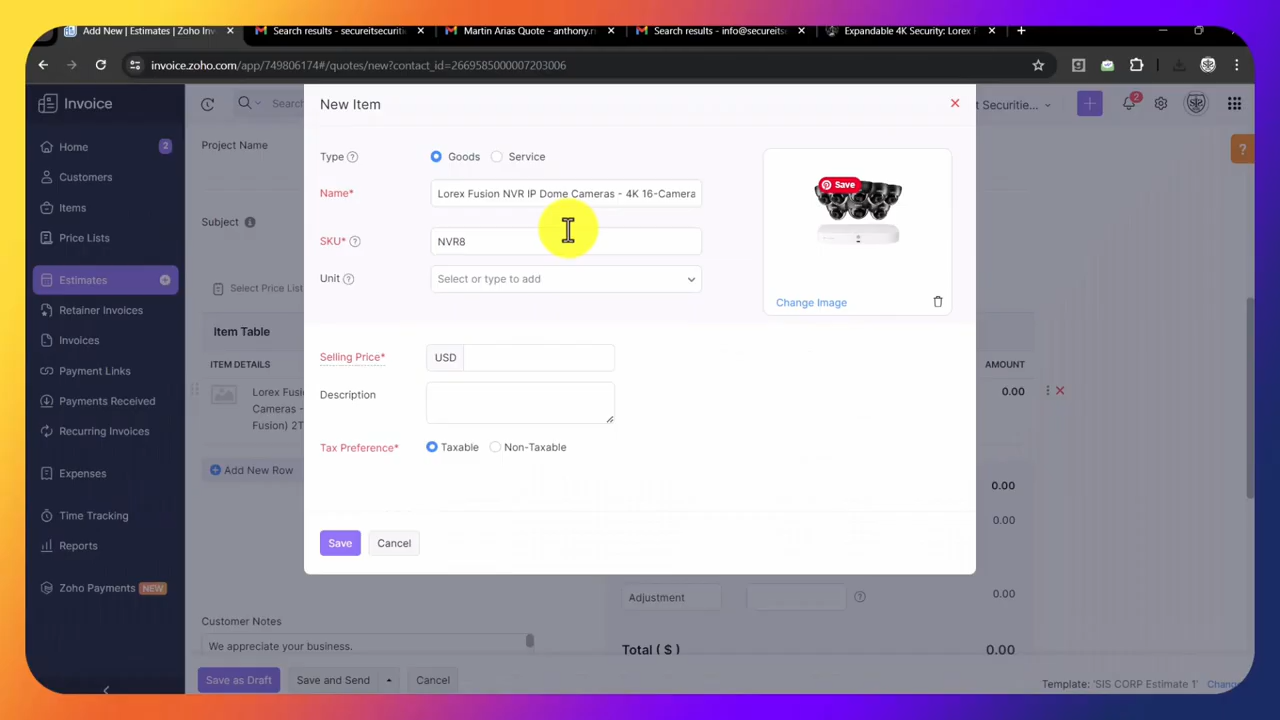 Add New | Estimates | Zoho Inv
Search results - secureitsecuriti
Martin Arias Quote - anthony.r
Search results - info@secureits
Expandable 4K Security: Lorex F
invoice.zoho.com/app/749806174#/quotes/new?contact_id=2669585000007203006
Invoice
Search
t Securitie...
2
Home
2
Customers
Items
Price Lists
Estimates
Retainer Invoices
Invoices
Payment Links
Payments Received
Recurring Invoices
Expenses
Time Tracking
Reports
Zoho Payments
NEW
Project Name
Subject
Select Price List
Item Table
ITEM DETAILS
AMOUNT
Lorex Fusi
Cameras -
Fusion) 2T
0.00
Add New Row
0.00
0.00
Adjustment
0.00
Customer Notes
We appreciate your business.
Total ( $ )
0.00
Save as Draft
Save and Send
Cancel
Template: 'SIS CORP Estimate 1'
Chang
New Item
Type
Goods
Service
Name*
Lorex Fusion NVR IP Dome Cameras - 4K 16-Camera
SKU*
NVR8
Unit
Select or type to add
Save
Change Image
Selling Price*
USD
Description
Tax Preference*
Taxable
Non-Taxable
Save
Cancel